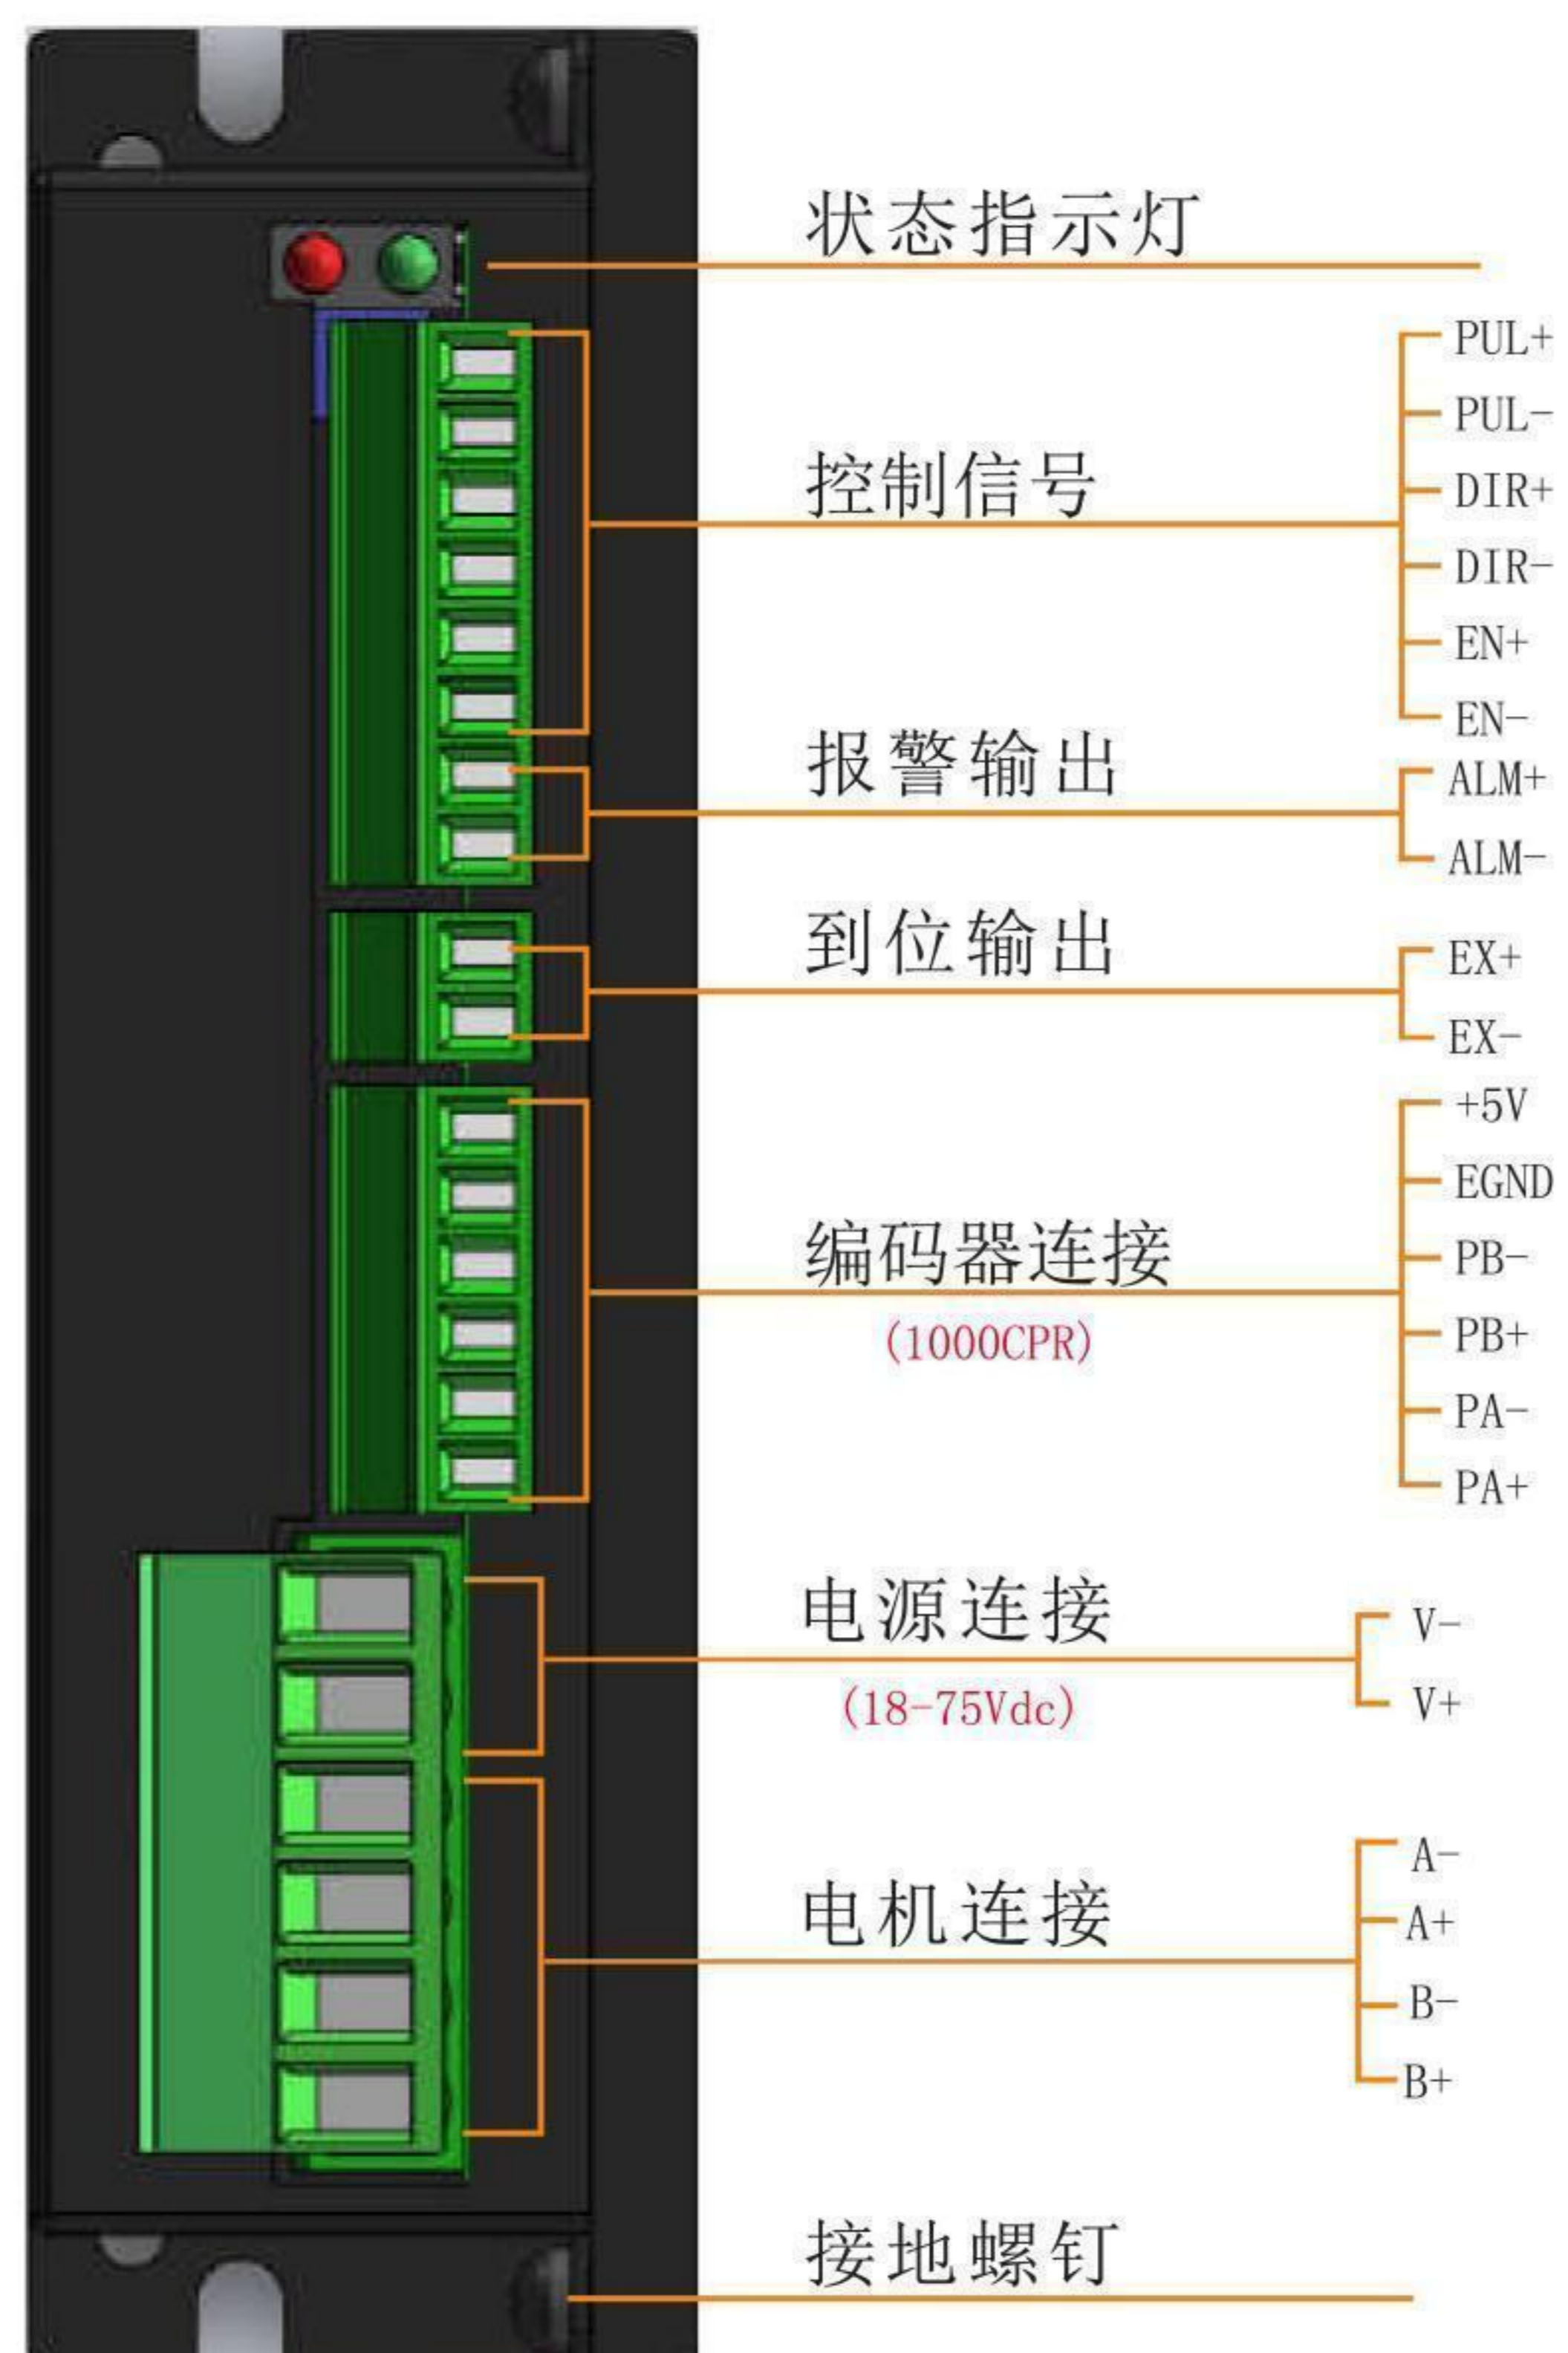 状态指示灯
PUL+
PUL-
控制信号
DIR+
DIR-
EN+
EN-
报警输出
ALM+
ALM-
到位输出
EX+
EX-
+5V
EGND
编码器连接
PB-
(1000CPR)
PB+
PA-
PA+
电源连接
V-
(18-75Vdc)
V+
A-
电机连接
A+
B-
B+
接地螺钉